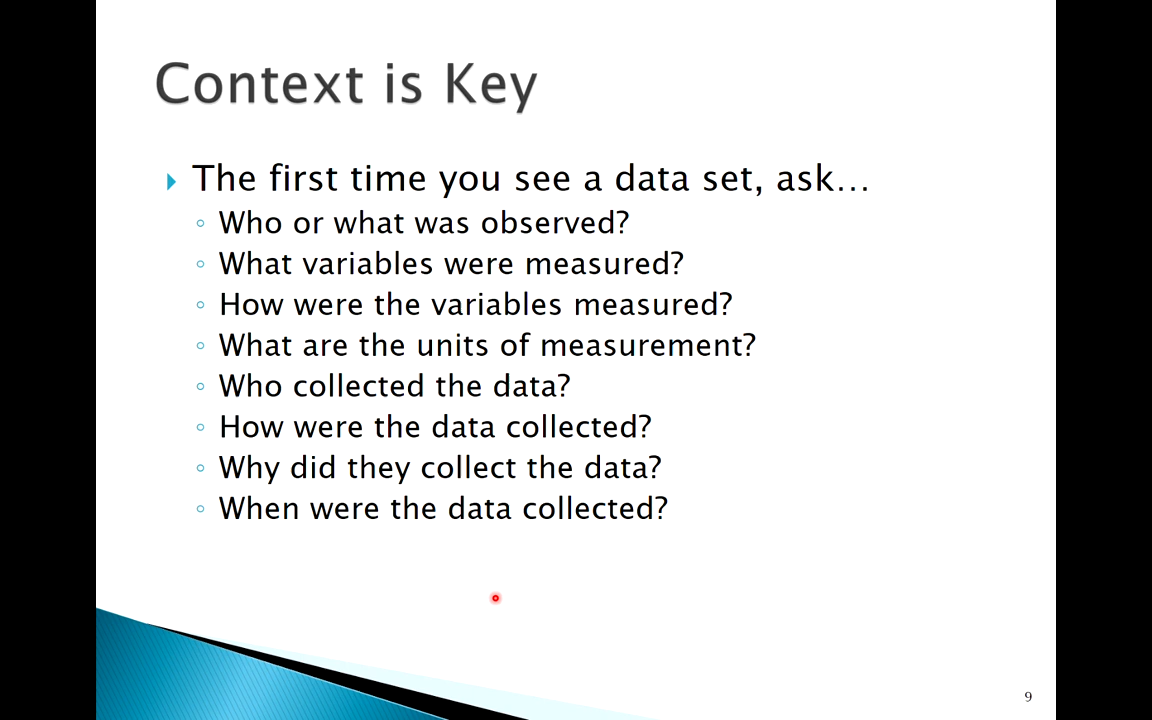 Context is Key
The first time you see a data set, ask…
Who or what was observed?
What variables were measured?
How were the variables measured?
What are the units of measurement?
Who collected the data?
How were the data collected?
Why did they collect the data?
When were the data collected?
9